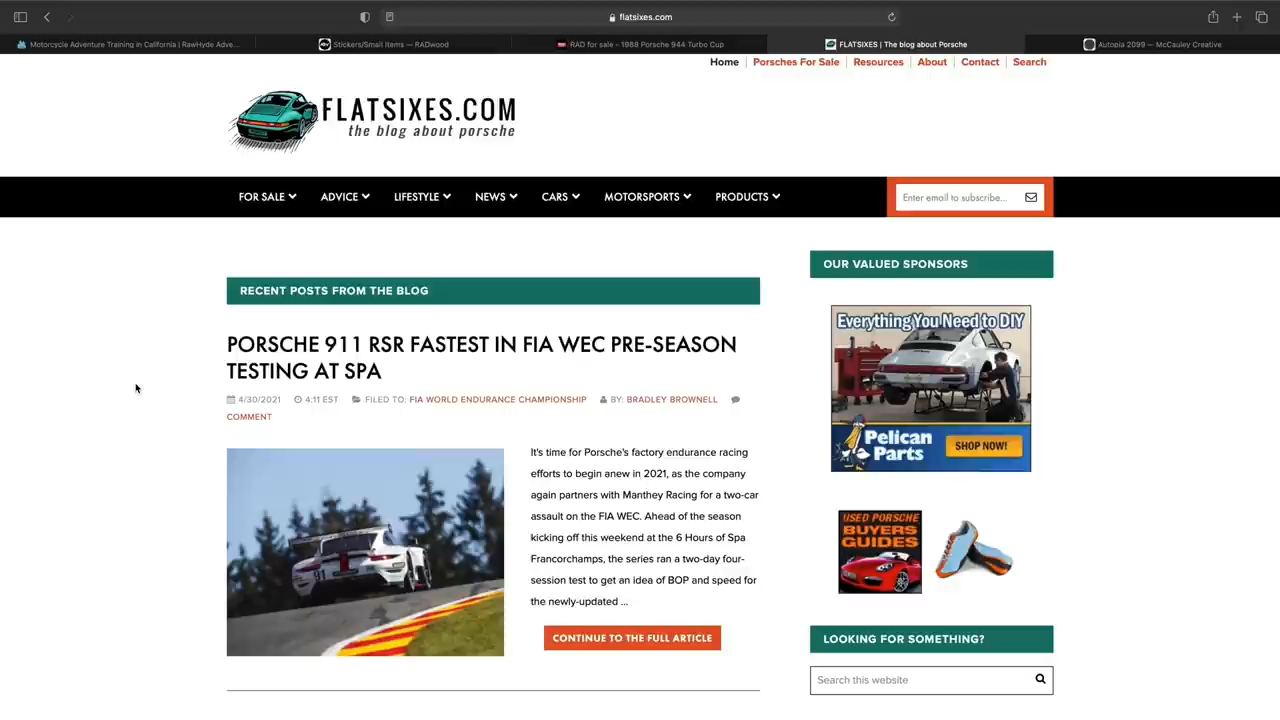 flatsixes.com
Motorcycle Adventure Training in California | RawHyde Adve...
Stickers/Small Items — RADwood
RAD for sale - 1988 Porsche 944 Turbo Cup
FLATSIXES | The blog about Porsche
Autopia 2099 — McCauley Creative
Home Porsches For Sale Resources About Contact Search
FLATSIXES.COM
the blog about porsche
FOR SALE ADVICE LIFESTYLE NEWS CARS MOTORSPORTS PRODUCTS
Enter email to subscribe...
RECENT POSTS FROM THE BLOG
PORSCHE 911 RSR FASTEST IN FIA WEC PRE-SEASON
TESTING AT SPA
4/30/2021 4:11 EST FILED TO: FIA WORLD ENDURANCE CHAMPIONSHIP BY: BRADLEY BROWNELL
COMMENT
91
It's time for Porsche's factory endurance racing
efforts to begin anew in 2021, as the company
again partners with Manthey Racing for a two-car
assault on the FIA WEC. Ahead of the season
kicking off this weekend at the 6 Hours of Spa
Francorchamps, the series ran a two-day four-
session test to get an idea of BOP and speed for
the newly-updated ...
CONTINUE TO THE FULL ARTICLE
OUR VALUED SPONSORS
Everything You Need to DIY
Pelican
Parts
SHOP NOW!
USED PORSCHE
BUYERS
GUIDES
LOOKING FOR SOMETHING?
Search this website